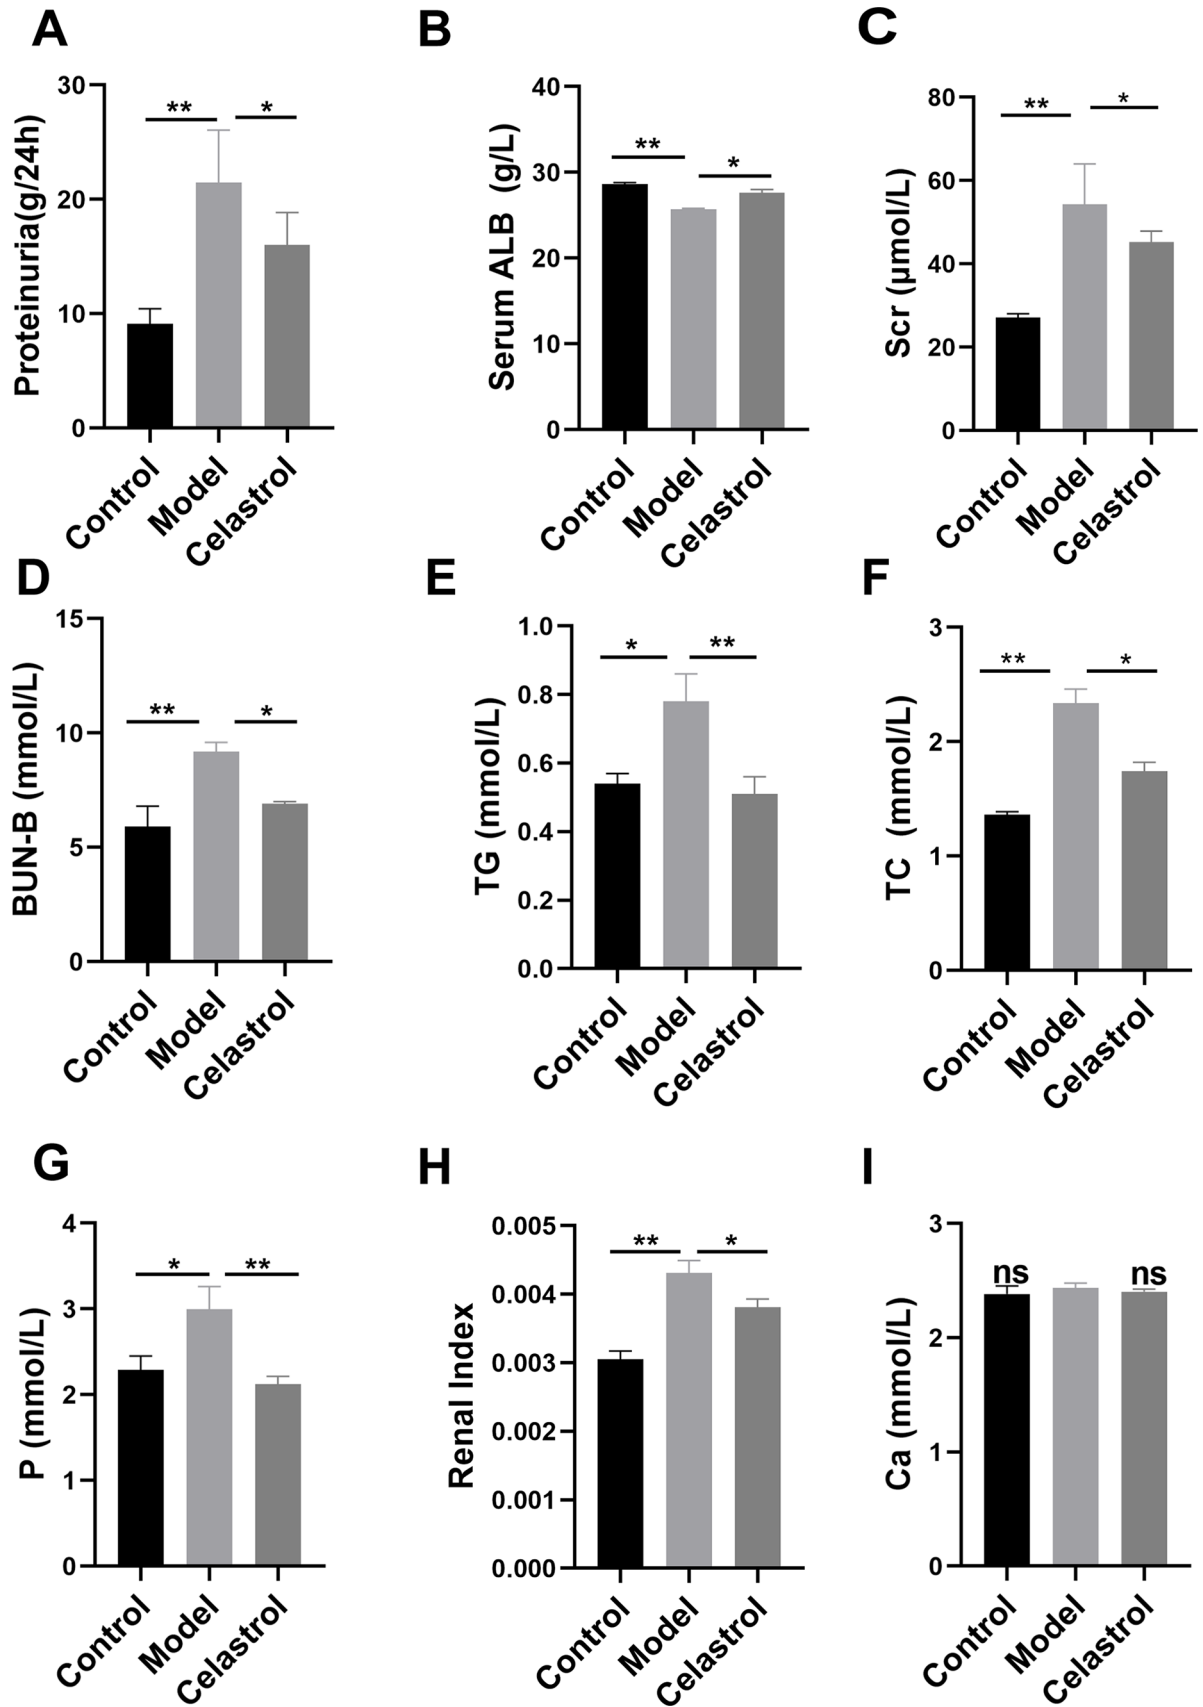 A
Proteinuria(g/24h)
30
20
10
0
**
*
Control
Model
Celastrol
B
Serum ALB (g/L)
40
30
20
10
0
**
*
Control
Model
Celastrol
C
Scr (μmol/L)
80
60
40
20
0
**
*
Control
Model
Celastrol
D
BUN-B (mmol/L)
15
10
5
0
**
*
Control
Model
Celastrol
E
TG (mmol/L)
1.0
0.8
0.6
0.4
0.2
0.0
*
**
Control
Model
Celastrol
F
TC (mmol/L)
3
2
1
0
**
*
Control
Model
Celastrol
G
P (mmol/L)
4
3
2
1
0
*
**
Control
Model
Celastrol
H
Renal Index
0.005
0.004
0.003
0.002
0.001
0.000
**
*
Control
Model
Celastrol
I
Ca (mmol/L)
3
2
1
0
ns
ns
Control
Model
Celastrol